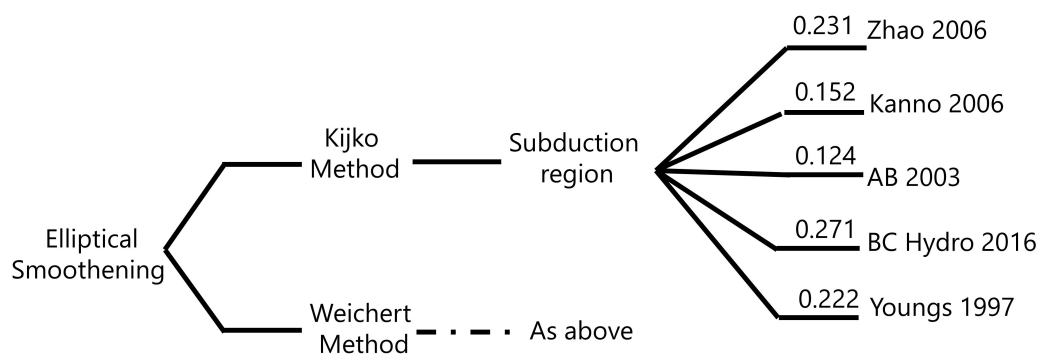 Elliptical
Smoothening
Kijko
Method
Subduction
region
0.231
Zhao 2006
0.152
Kanno 2006
0.124
AB 2003
0.271
BC Hydro 2016
0.222
Youngs 1997
Weichert
Method
As above